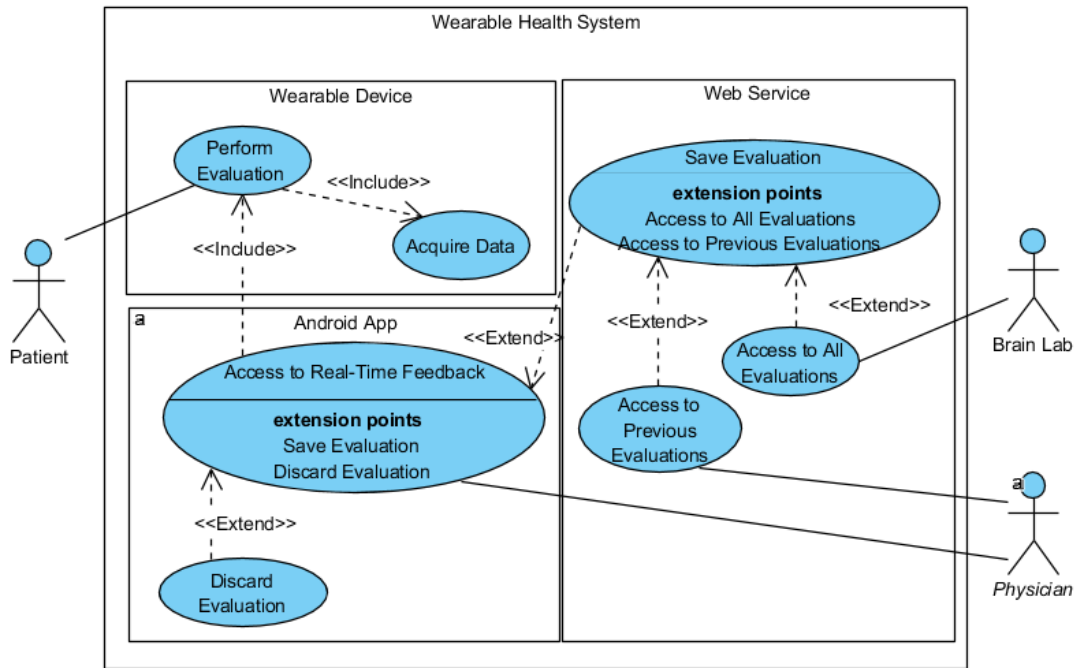 Wearable Health System
Wearable Device
Perform
Evaluation
<<Include>>
Acquire Data
<<Include>>
Patient
a
Android App
Access to Real-Time Feedback
extension points
Save Evaluation
Discard Evaluation
<<Extend>>
Discard
Evaluation
<<Extend>>
Web Service
Save Evaluation
extension points
Access to All Evaluations
Access to Previous Evaluations
<<Extend>>
<<Extend>>
Access to All
Evaluations
Access to
Previous
Evaluations
Brain Lab
a
Physician